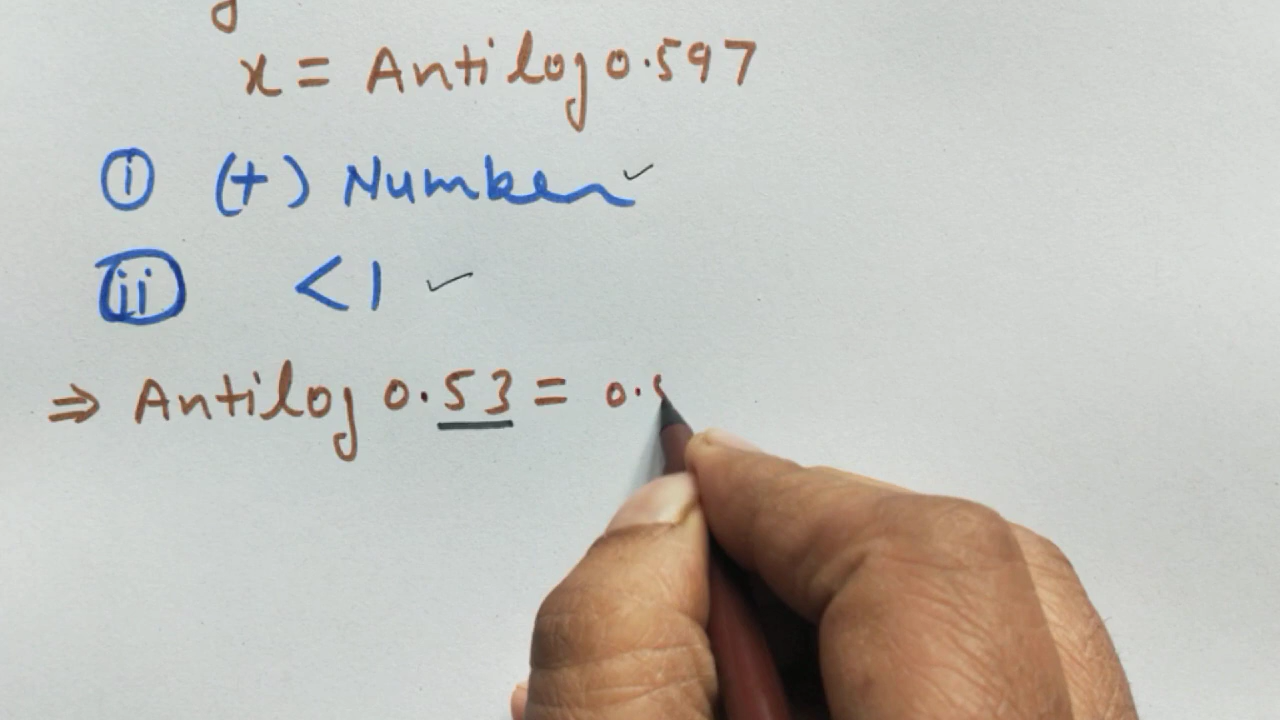 x = Antilog 0.597
(i) (+) Number ✓
(ii) < 1 ✓
⇒ Antilog 0.53 = 0.